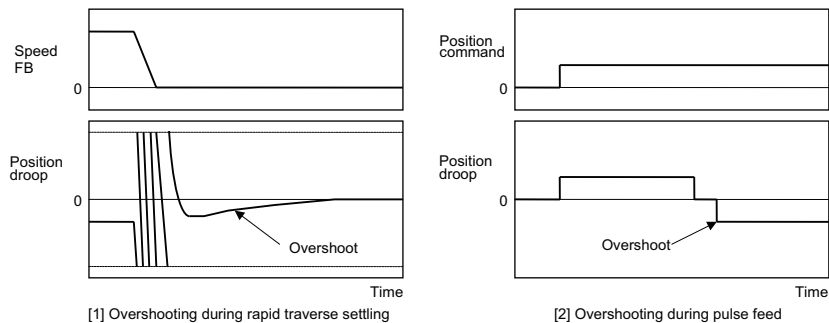 Speed
FB
0
Position
droop
0
Overshoot
Time
[1] Overshooting during rapid traverse settling
Position
command
0
Position
droop
0
Overshoot
Time
[2] Overshooting during pulse feed